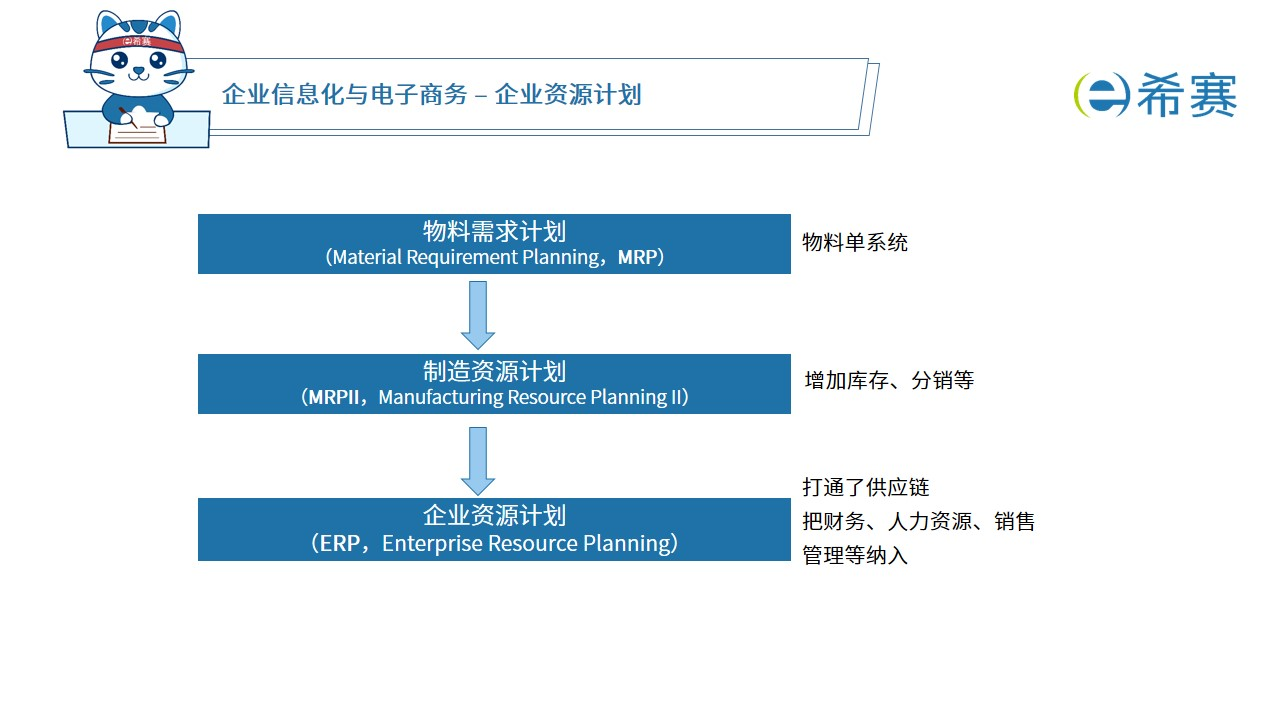 希赛
企业信息化与电子商务 – 企业资源计划
希赛
物料需求计划
（Material Requirement Planning，MRP）
物料单系统
制造资源计划
（MRPII，Manufacturing Resource Planning II）
增加库存、分销等
企业资源计划
（ERP，Enterprise Resource Planning）
打通了供应链
把财务、人力资源、销售
管理等纳入